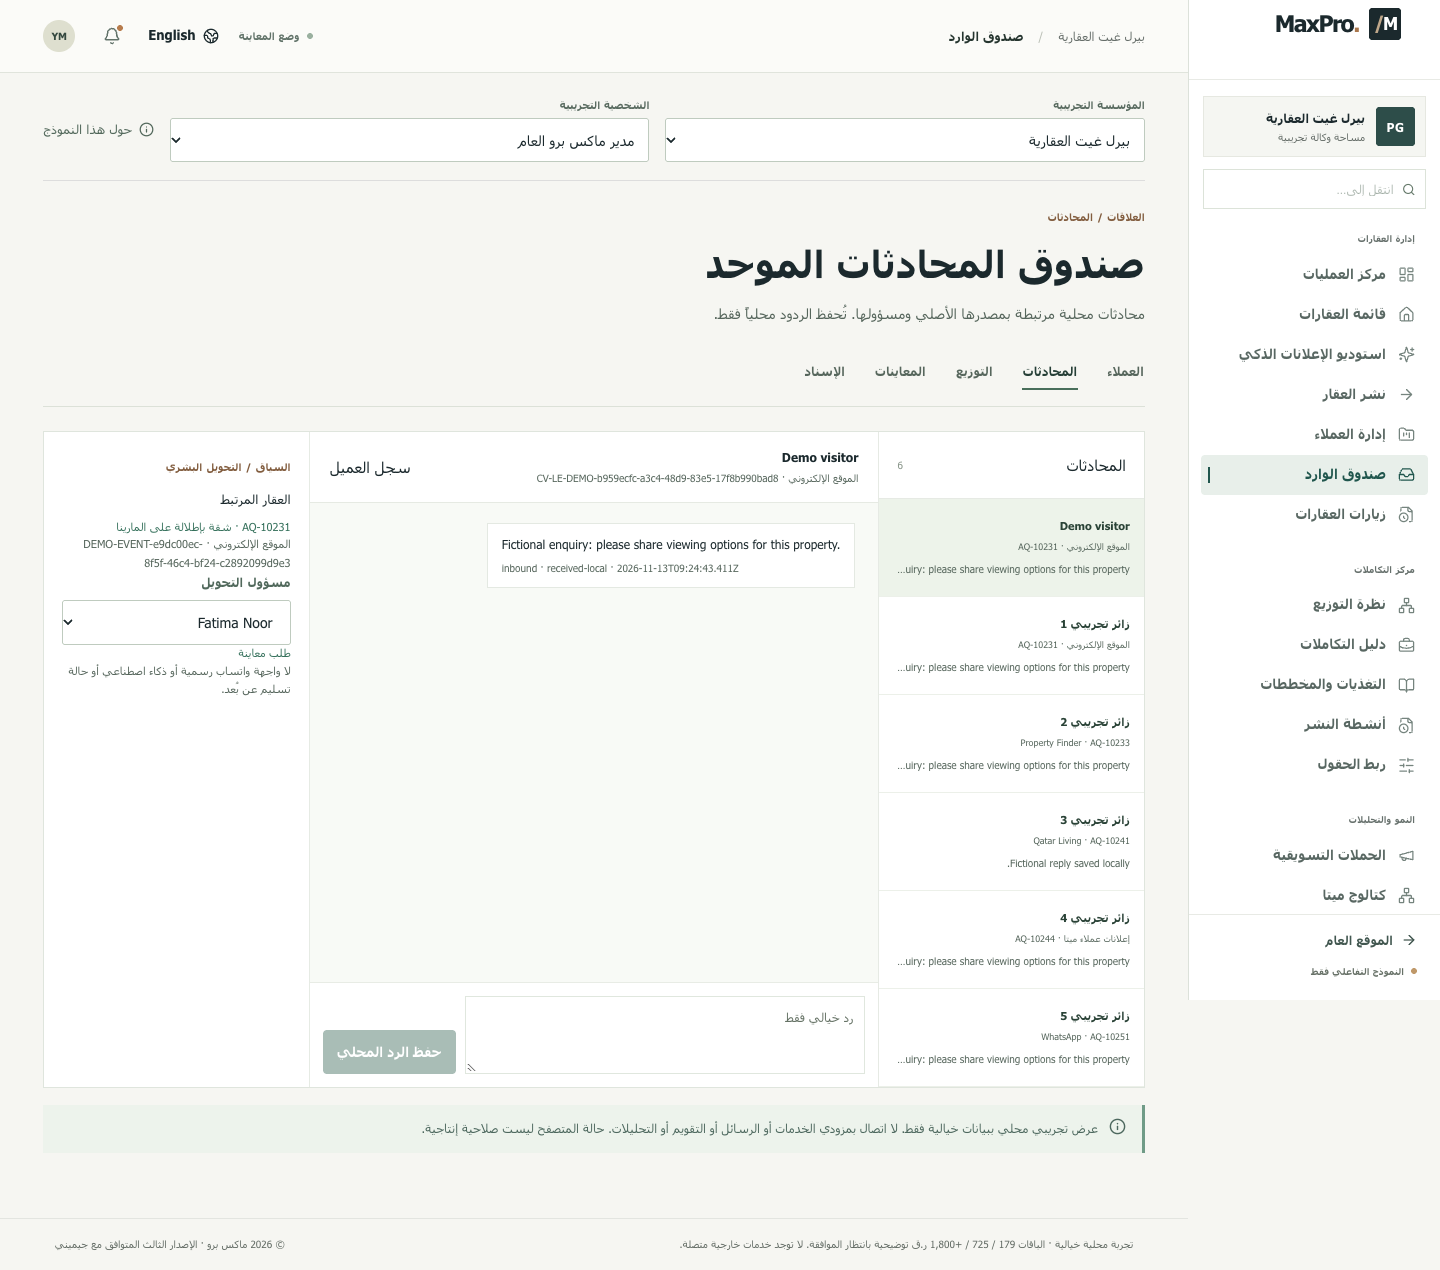 /M MaxPro.
بيرل غيت العقارية / صندوق الوارد
وضع المعاينة
English
YM
PG
بيرل غيت العقارية
مساحة وكالة تجريبية
انتقل إلى...
إدارة العقارات
مركز العمليات
قائمة العقارات
استوديو الإعلانات الذكي
نشر العقار
إدارة العملاء
صندوق الوارد
زيارات العقارات
مركز التكاملات
نظرة التوزيع
دليل التكاملات
التغذيات والمخططات
أنشطة النشر
ربط الحقول
النمو والتحليلات
الحملات التسويقية
كتالوج ميتا
الموقع العام
النموذج التفاعلي فقط
المؤسسة التجريبية
بيرل غيت العقارية
الشخصية التجريبية
مدير ماكس برو العام
حول هذا النموذج
العلاقات / المحادثات
صندوق المحادثات الموحد
محادثات محلية مرتبطة بمصدرها الأصلي ومسؤولها. تُحفظ الردود محلياً فقط.
العملاء
المحادثات
التوزيع
المعاينات
الإسناد
المحادثات
6
Demo visitor
الموقع الإلكتروني · AQ-10231
...uiry: please share viewing options for this property
زائر تجريبي 1
الموقع الإلكتروني · AQ-10231
...uiry: please share viewing options for this property
زائر تجريبي 2
Property Finder · AQ-10233
...uiry: please share viewing options for this property
زائر تجريبي 3
Qatar Living · AQ-10241
.Fictional reply saved locally
زائر تجريبي 4
إعلانات عملاء ميتا · AQ-10244
...uiry: please share viewing options for this property
زائر تجريبي 5
WhatsApp · AQ-10251
...uiry: please share viewing options for this property
Demo visitor
الموقع الإلكتروني · CV-LE-DEMO-b959ecfc-a3c4-48d9-83e5-17f8b990bad8
سجل العميل
Fictional enquiry: please share viewing options for this property.
inbound · received-local · 2026-11-13T09:24:43.411Z
رد خيالي فقط
حفظ الرد المحلي
السياق / التحويل البشري
العقار المرتبط
AQ-10231 · شقة بإطلالة على المارينا
الموقع الإلكتروني · DEMO-EVENT-e9dc00ec-
8f5f-46c4-bf24-c2892099d9e3
مسؤول التحويل
Fatima Noor
طلب معاينة
لا واجهة واتساب رسمية أو ذكاء اصطناعي أو حالة
تسليم عن بُعد.
عرض تجريبي محلي ببيانات خيالية فقط. لا اتصال بمزودي الخدمات أو الرسائل أو التقويم أو التحليلات. حالة المتصفح ليست صلاحية إنتاجية.
تجربة محلية خيالية · الباقات 179 / 725 / +1,800 ر.ق توضيحية بانتظار الموافقة. لا توجد خدمات خارجية متصلة.
© 2026 ماكس برو · الإصدار الثالث المتوافق مع جيميني